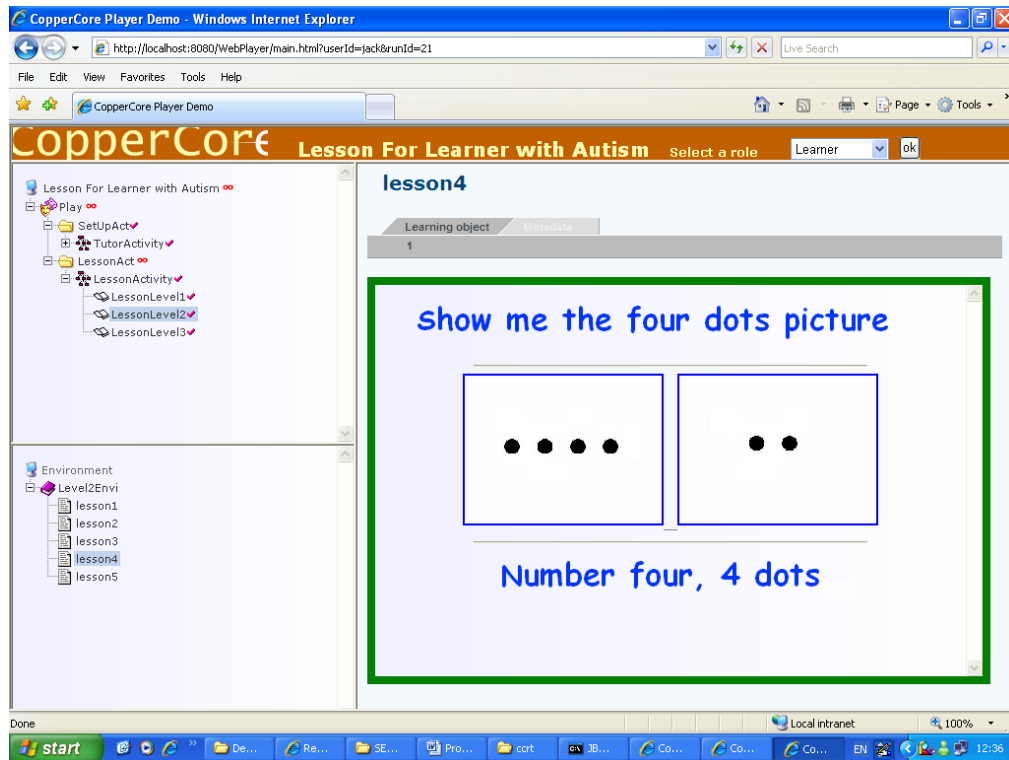 CopperCore Player Demo - Windows Internet Explorer
http://localhost:8080/WebPlayer/main.html?userId=jack&runId=21
Live Search
File Edit View Favorites Tools Help
CopperCore Player Demo
Page Tools
CopperCore Lesson For Learner with Autism Select a role Learner ok
Lesson For Learner with Autism
Play
SetUpAct
TutorActivity
LessonAct
LessonActivity
LessonLevel1
LessonLevel2
LessonLevel3
Environment
Level2Envi
lesson1
lesson2
lesson3
lesson4
lesson5
lesson4
Learning object Metadata
1
Show me the four dots picture
Number four, 4 dots
Done Local intranet 100%
start De... Re... SE... Pro... ccrt JB... Co... Co... Co... EN 12:36